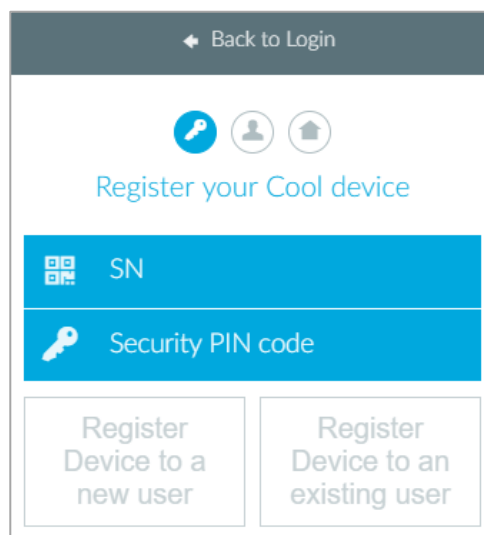 Back to Login
Register your Cool device
SN
Security PIN code
Register
Device to a
new user
Register
Device to an
existing user